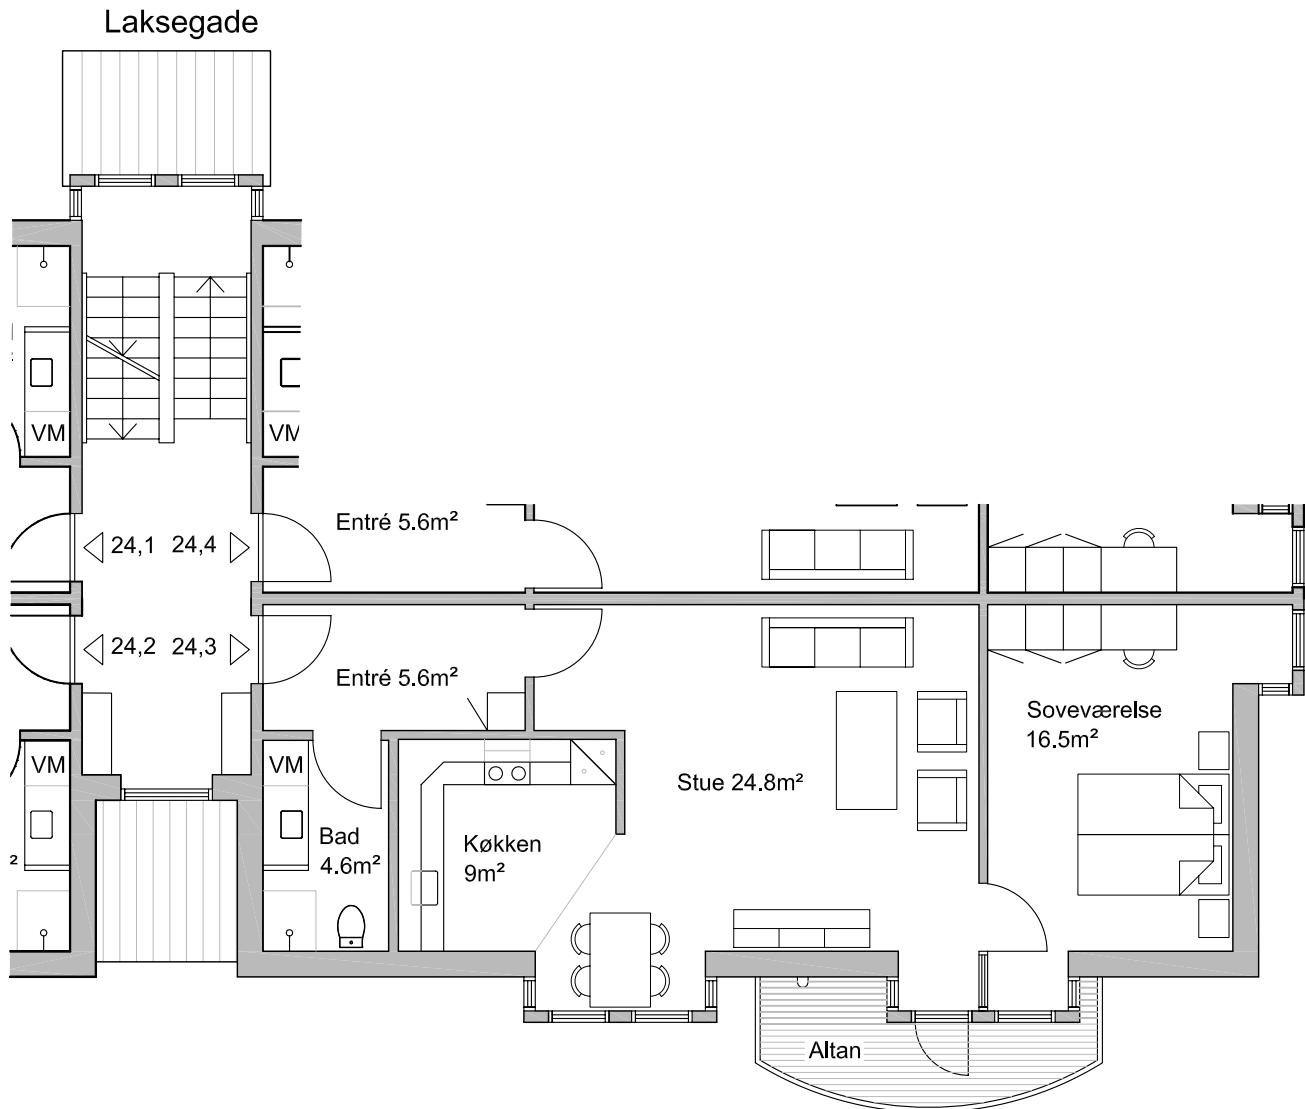 Laksegade
VM
VM
Entré 5.6m²
24,1 24,4
24,2 24,3
Entré 5.6m²
Soveværelse
16.5m²
VM
VM
Stue 24.8m²
Bad
4.6m²
Køkken
9m²
²
Altan